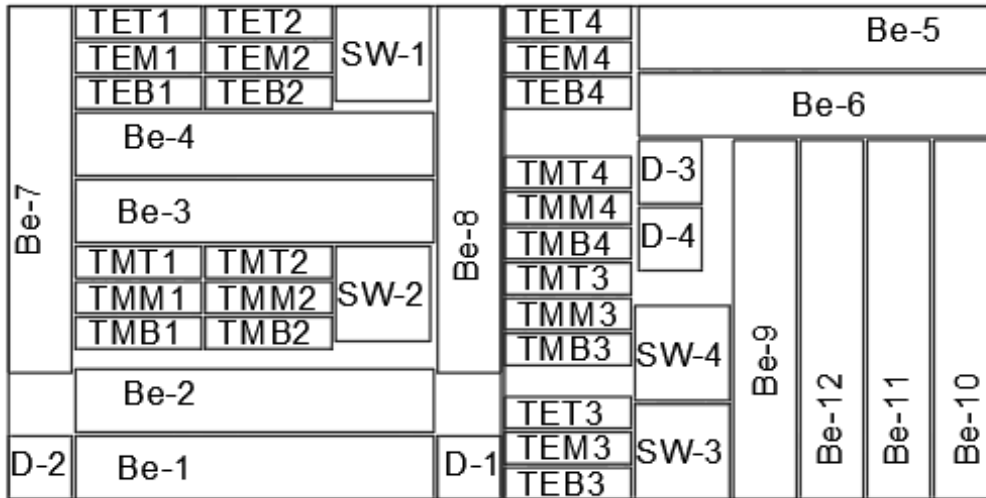 TET1 TET2 SW-1
TEM1 TEM2
TEB1 TEB2
Be-4
Be-3
Be-7
TMT1 TMT2 SW-2
TMM1 TMM2
TMB1 TMB2
Be-2
D-2 Be-1 D-1
Be-8
TET4
TEM4
TEB4
Be-5
Be-6
TMT4
TMM4
TMB4
TMT3
TMM3
TMB3
TET3
TEM3
TEB3
D-3
D-4
SW-4
SW-3
Be-9
Be-12
Be-11
Be-10